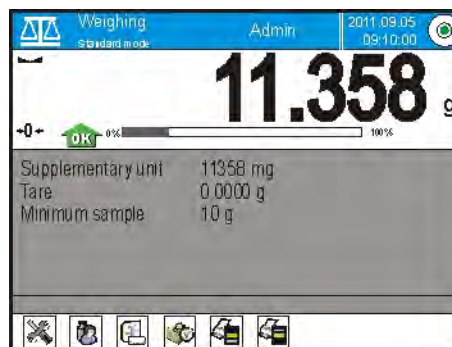 Weighing Admin 2011.09.05
Standard mode 09:10:00
11.358 g
→0← OK 0% 100%
Supplementary unit 11358 mg
Tare 0.0000 g
Minimum sample 10 g